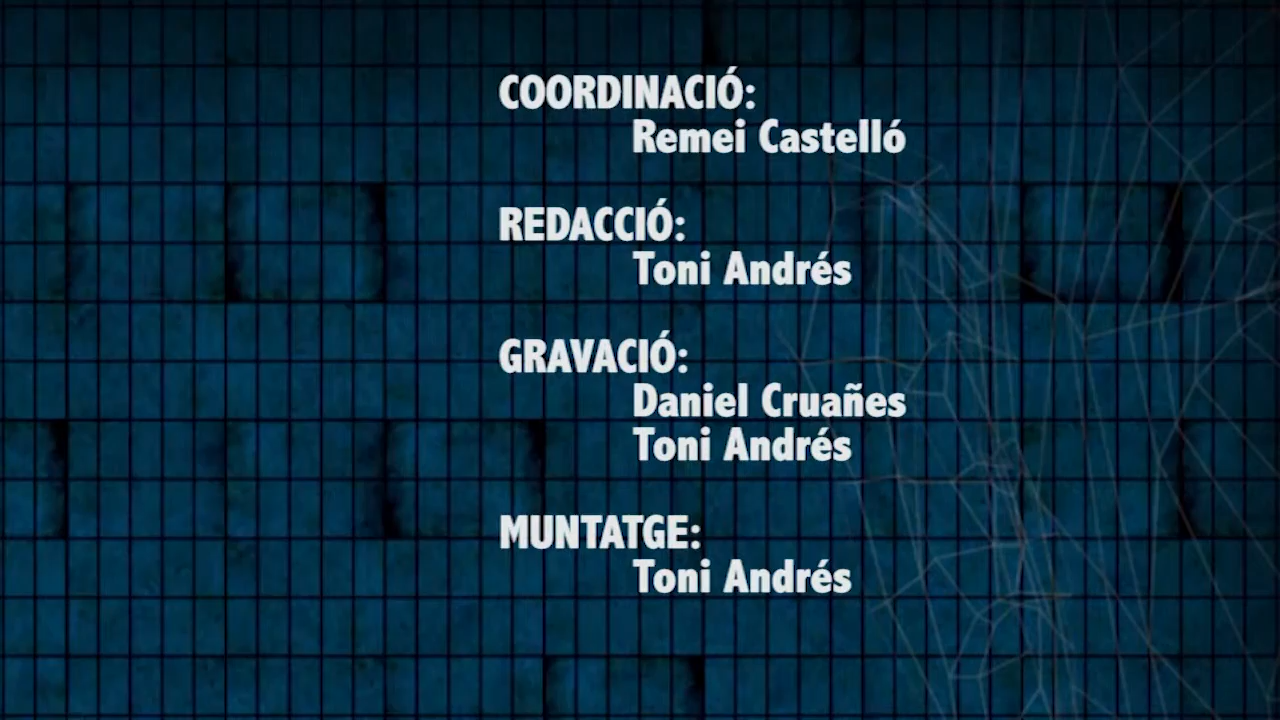 COORDINACIÓ:
Remei Castelló
REDACCIÓ:
Toni Andrés
GRAVACIÓ:
Daniel Cruañes
Toni Andrés
MUNTATGE:
Toni Andrés